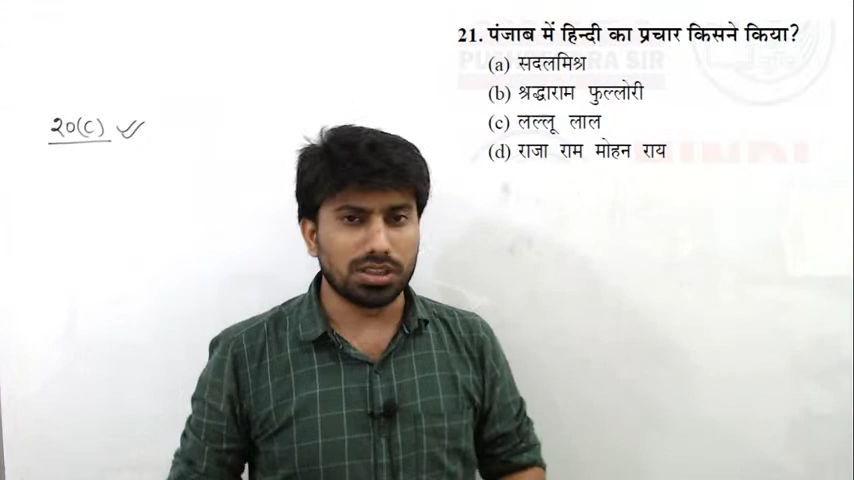 21. पंजाब में हिन्दी का प्रचार किसने किया?
(a) सदलमिश्र
(b) श्रद्धाराम फुल्लोरी
(c) लल्लू लाल
(d) राजा राम मोहन राय
२०(c)